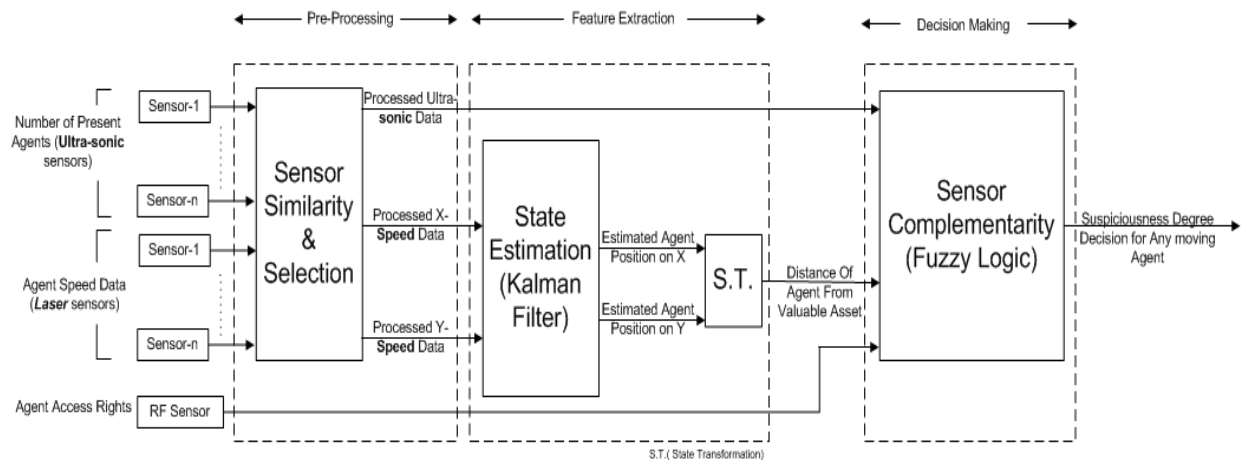 Pre-Processing
Feature Extraction
Decision Making
Number of Present
Agents (Ultra-sonic
sensors)
Sensor-1
Sensor-n
Agent Speed Data
(Laser sensors)
Sensor-1
Sensor-n
Agent Access Rights
RF Sensor
Sensor
Similarity
&
Selection
Processed Ultra-
sonic Data
Processed X-
Speed Data
Processed Y-
Speed Data
State
Estimation
(Kalman
Filter)
Estimated Agent
Position on X
Estimated Agent
Position on Y
S.T.
Distance Of
Agent From
Valuable Asset
Sensor
Complementarity
(Fuzzy Logic)
Suspiciousness Degree
Decision for Any moving
Agent
S.T.( State Transformation)